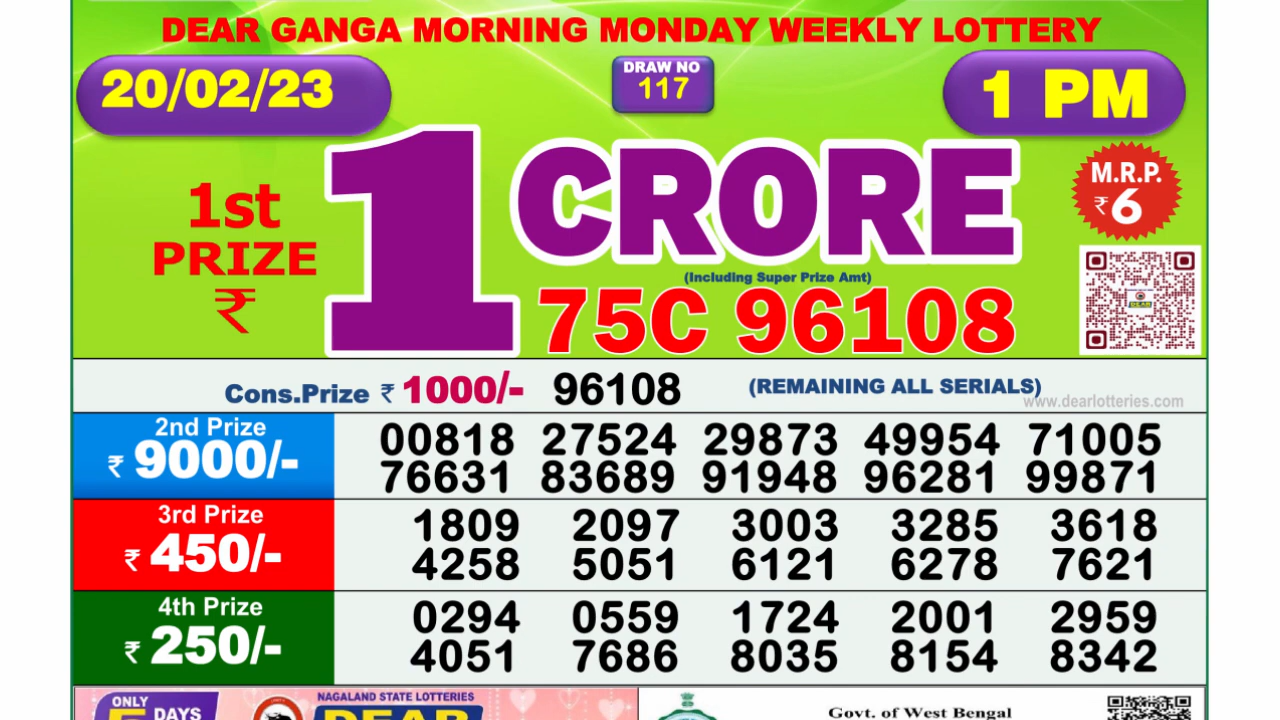 DEAR GANGA MORNING MONDAY WEEKLY LOTTERY
20/02/23
DRAW NO
117
1 PM
1st
PRIZE
₹
1 CRORE
(Including Super Prize Amt)
75C 96108
M.R.P.
₹6
DEAR
Cons.Prize ₹ 1000/- 96108 (REMAINING ALL SERIALS)
www.dearlotteries.com
2nd Prize
₹ 9000/-
00818 27524 29873 49954 71005
76631 83689 91948 96281 99871
3rd Prize
₹ 450/-
1809 2097 3003 3285 3618
4258 5051 6121 6278 7621
4th Prize
₹ 250/-
0294 0559 1724 2001 2959
4051 7686 8035 8154 8342
ONLY
5 DAYS
NAGALAND STATE LOTTERIES
DEAR
Govt. of West Bengal